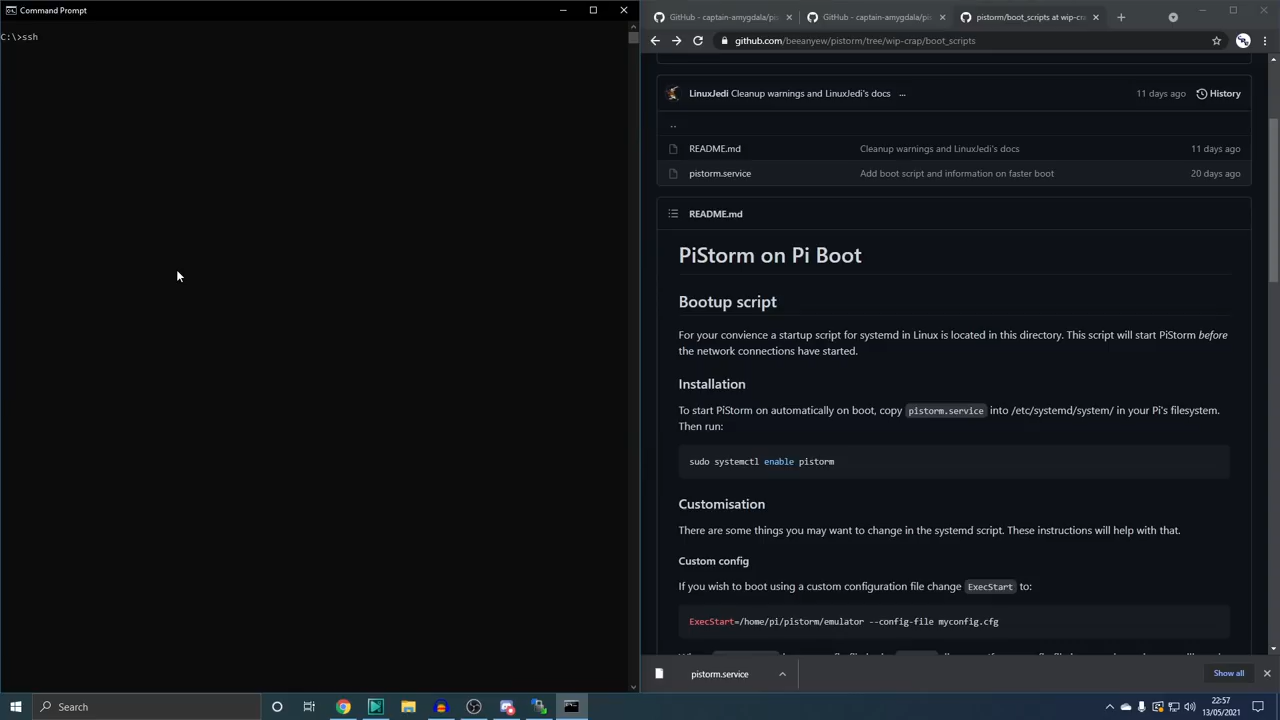 Command Prompt
C:\>ssh
GitHub - captain-amygdala/pi
GitHub - captain-amygdala/pi
pistorm/boot_scripts at wip-cra
github.com/beeanyew/pistorm/tree/wip-crap/boot_scripts
LinuxJedi Cleanup warnings and LinuxJedi's docs ...
11 days ago
History
..
README.md
Cleanup warnings and LinuxJedi's docs
11 days ago
pistorm.service
Add boot script and information on faster boot
20 days ago
README.md
PiStorm on Pi Boot
Bootup script
For your convience a startup script for systemd in Linux is located in this directory. This script will start PiStorm before
the network connections have started.
Installation
To start PiStorm on automatically on boot, copy pistorm.service into /etc/systemd/system/ in your Pi's filesystem.
Then run:
sudo systemctl enable pistorm
Customisation
There are some things you may want to change in the systemd script. These instructions will help with that.
Custom config
If you wish to boot using a custom configuration file change ExecStart to:
ExecStart=/home/pi/pistorm/emulator --config-file myconfig.cfg
pistorm.service
Show all
Search
22:57
13/05/2021